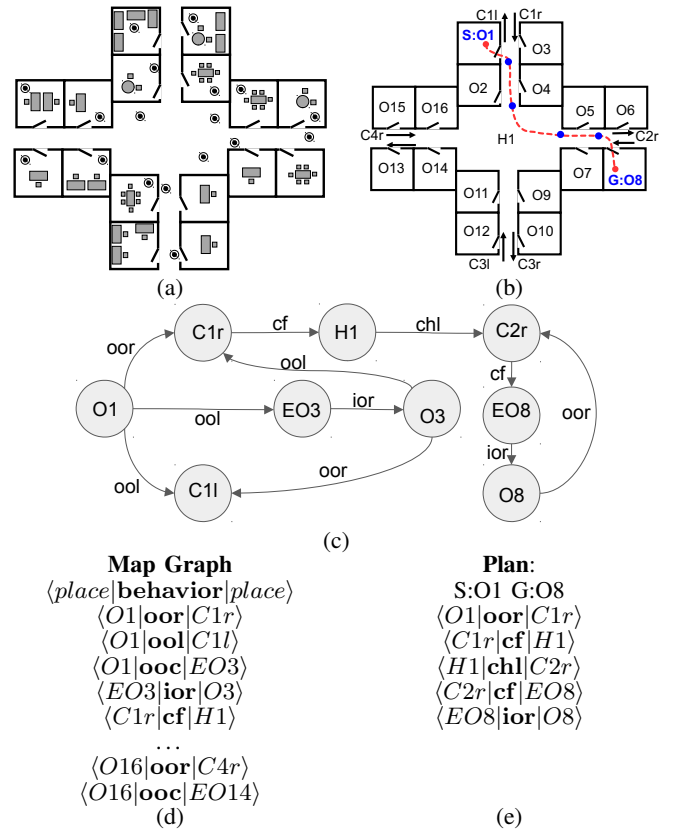 C1l C1r
S:O1
O3
O2
O4
O15
O16
O5
O6
C4r
H1
C2r
O13
O14
O7
G:O8
O11
O9
O12
O10
C3l
C3r
(a)
(b)
C1r
cf
H1
chl
C2r
oor
ool
cf
O1
ool
EO3
ior
O3
EO8
oor
ool
oor
ior
C1l
O8
(c)
Map Graph
⟨place|behavior|place⟩
⟨O1|oor|C1r⟩
⟨O1|ool|C1l⟩
⟨O1|ooc|EO3⟩
⟨EO3|ior|O3⟩
⟨C1r|cf|H1⟩
...
⟨O16|oor|C4r⟩
⟨O16|ooc|EO14⟩
(d)
Plan:
S:O1 G:O8
⟨O1|oor|C1r⟩
⟨C1r|cf|H1⟩
⟨H1|chl|C2r⟩
⟨C2r|cf|EO8⟩
⟨EO8|ior|O8⟩
(e)